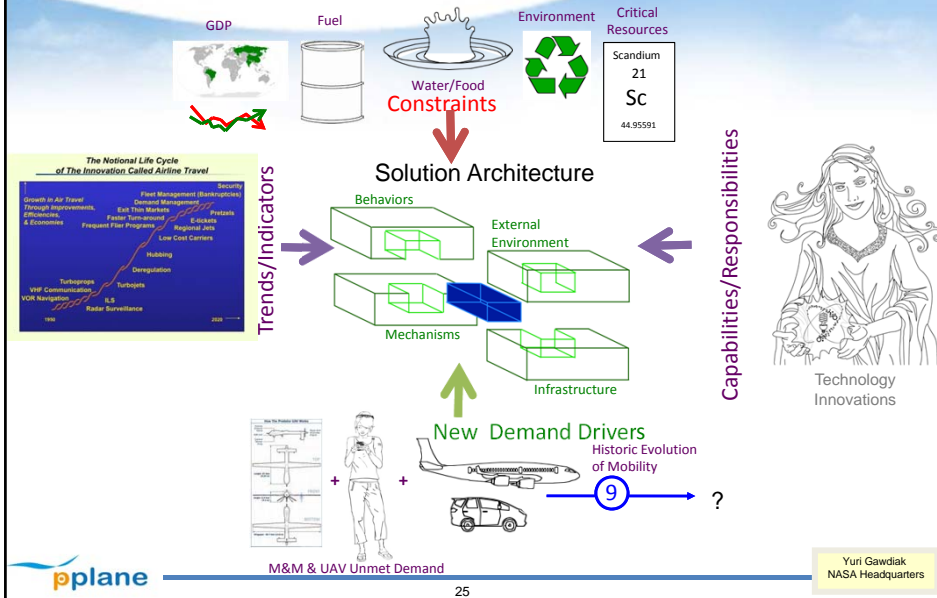 GDP
Fuel
Water/Food
Environment
Critical
Resources
Scandium
21
Sc
44.95591
Constraints
Solution Architecture
The Notional Life Cycle
of The Innovation Called Airline Travel
Growth in Air Travel
Through Improvements,
Efficiencies,
& Economies
Security
Fleet Management (Bankruptcies)
Demand Management
Exit Thin Markets
Pretzels
Faster Turn-around
E-tickets
Frequent Flier Programs
Regional Jets
Low Cost Carriers
Hubbing
Deregulation
Turboprops
Turbojets
VHF Communication
VOR Navigation
ILS
Radar Surveillance
2020
Trends/Indicators
Behaviors
External
Environment
Mechanisms
Infrastructure
Capabilities/Responsibilities
Technology
Innovations
New Demand Drivers
Historic Evolution
of Mobility
+
+
9
?
M&M & UAV Unmet Demand
pplane
25
Yuri Gawdiak
NASA Headquarters